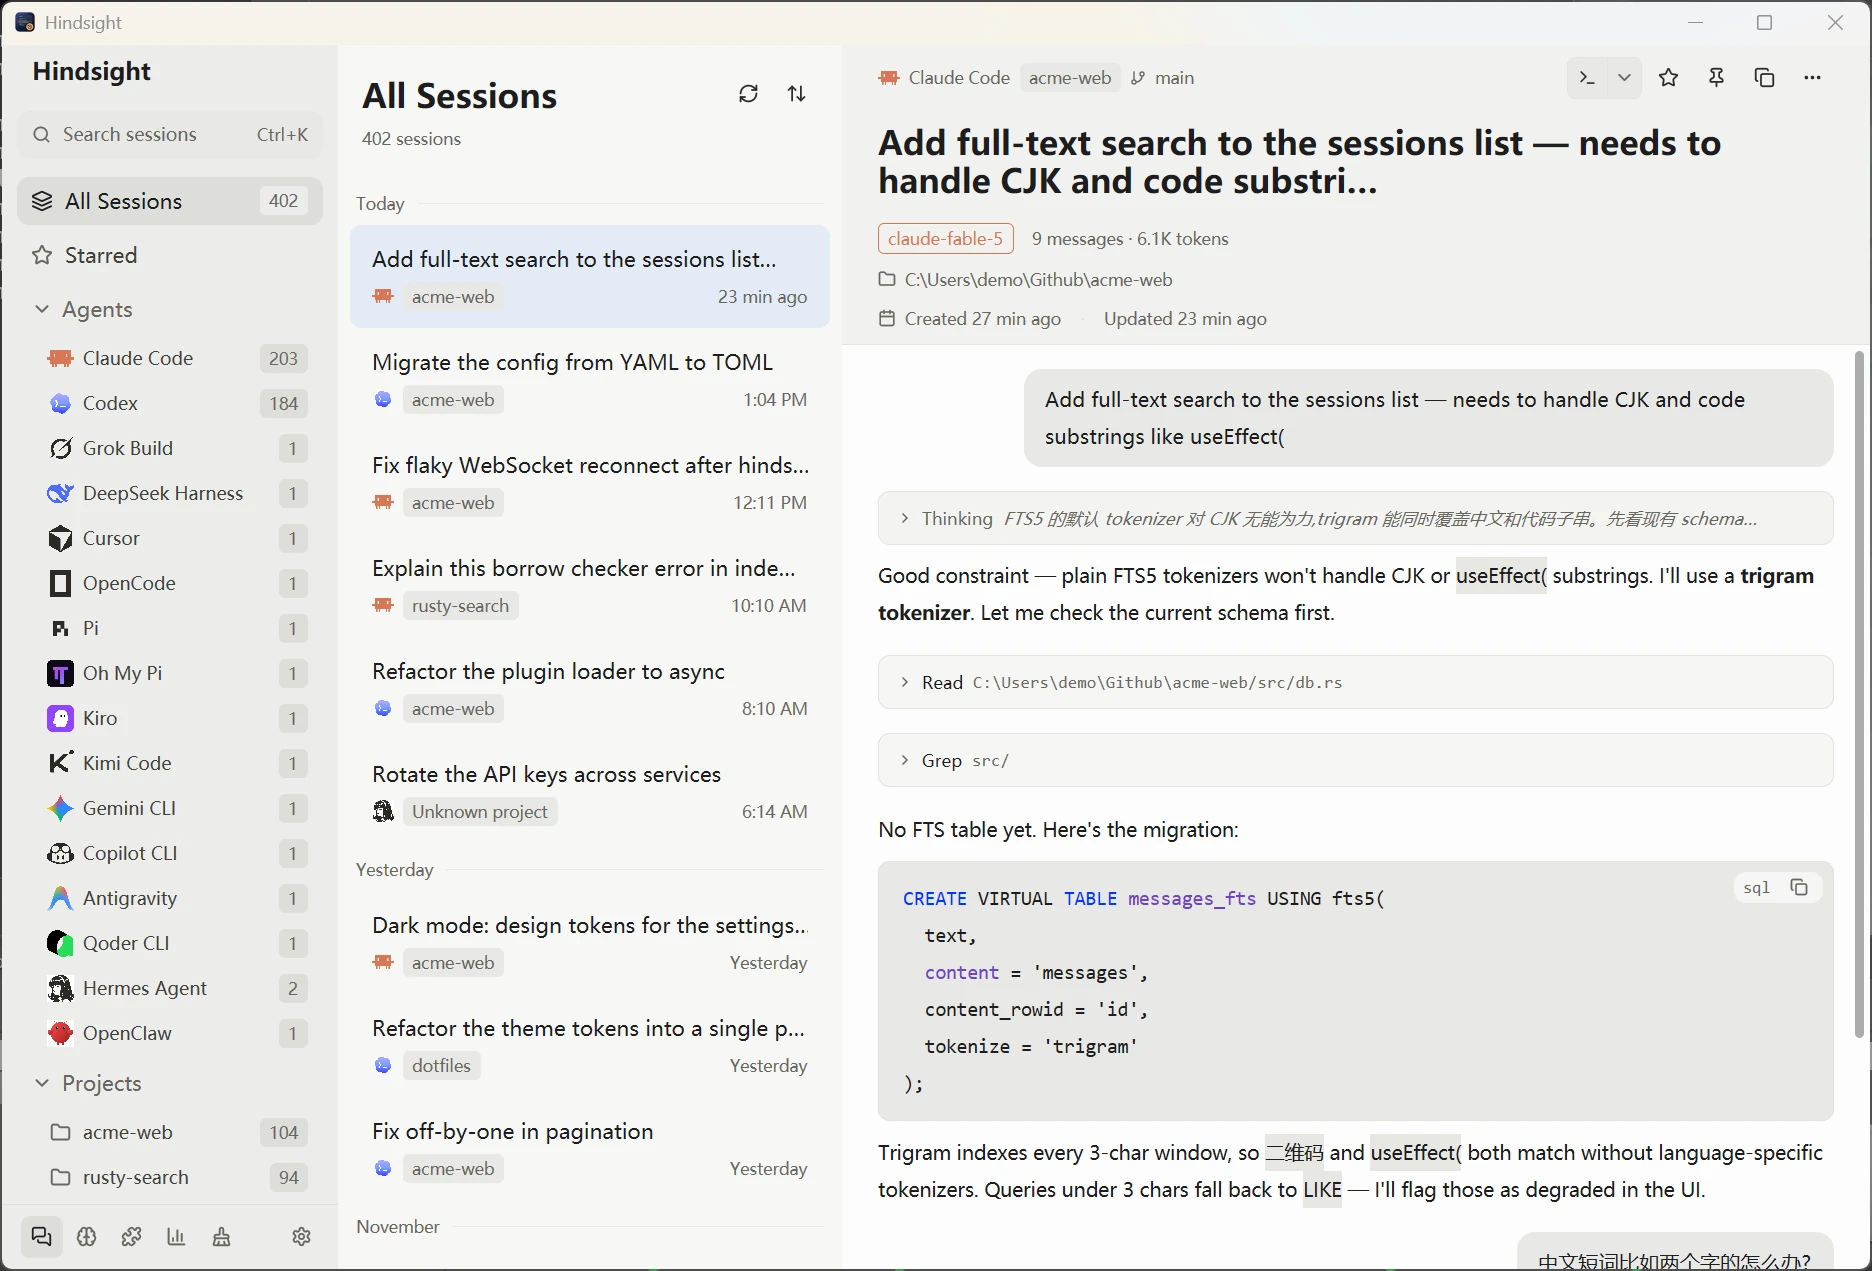 Hindsight
Hindsight
Search sessions Ctrl+K
All Sessions 402
Starred
Agents
Claude Code 203
Codex 184
Grok Build 1
DeepSeek Harness 1
Cursor 1
OpenCode 1
Pi 1
Oh My Pi 1
Kiro 1
Kimi Code 1
Gemini CLI 1
Copilot CLI 1
Antigravity 1
Qoder CLI 1
Hermes Agent 2
OpenClaw 1
Projects
acme-web 104
rusty-search 94
All Sessions
402 sessions
Today
Add full-text search to the sessions list...
acme-web 23 min ago
Migrate the config from YAML to TOML
acme-web 1:04 PM
Fix flaky WebSocket reconnect after hinds...
acme-web 12:11 PM
Explain this borrow checker error in inde...
rusty-search 10:10 AM
Refactor the plugin loader to async
acme-web 8:10 AM
Rotate the API keys across services
Unknown project 6:14 AM
Yesterday
Dark mode: design tokens for the settings...
acme-web Yesterday
Refactor the theme tokens into a single p...
dotfiles Yesterday
Fix off-by-one in pagination
acme-web Yesterday
November
Claude Code acme-web main
Add full-text search to the sessions list — needs to
handle CJK and code substri...
claude-fable-5 9 messages · 6.1K tokens
C:\Users\demo\Github\acme-web
Created 27 min ago · Updated 23 min ago
Add full-text search to the sessions list — needs to handle CJK and code
substrings like useEffect(
Thinking FTS5 的默认 tokenizer 对 CJK 无能为力,trigram 能同时覆盖中文和代码子串。先看现有 schema...
Good constraint — plain FTS5 tokenizers won't handle CJK or useEffect( substrings. I'll use a trigram
tokenizer. Let me check the current schema first.
Read C:\Users\demo\Github\acme-web/src/db.rs
Grep src/
No FTS table yet. Here's the migration:
sql
CREATE VIRTUAL TABLE messages_fts USING fts5(
text,
content = 'messages',
content_rowid = 'id',
tokenize = 'trigram'
);
Trigram indexes every 3-char window, so 二维码 and useEffect( both match without language-specific
tokenizers. Queries under 3 chars fall back to LIKE — I'll flag those as degraded in the UI.
中文短词比如两个字的怎么办?